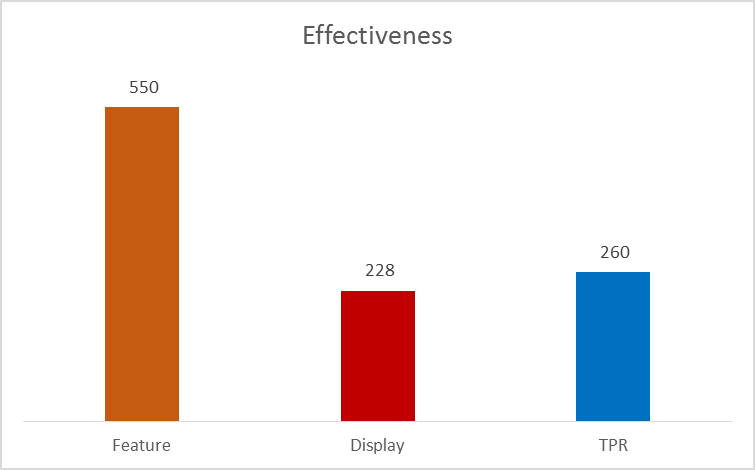 Effectiveness
550
228
260
Feature
Display
TPR